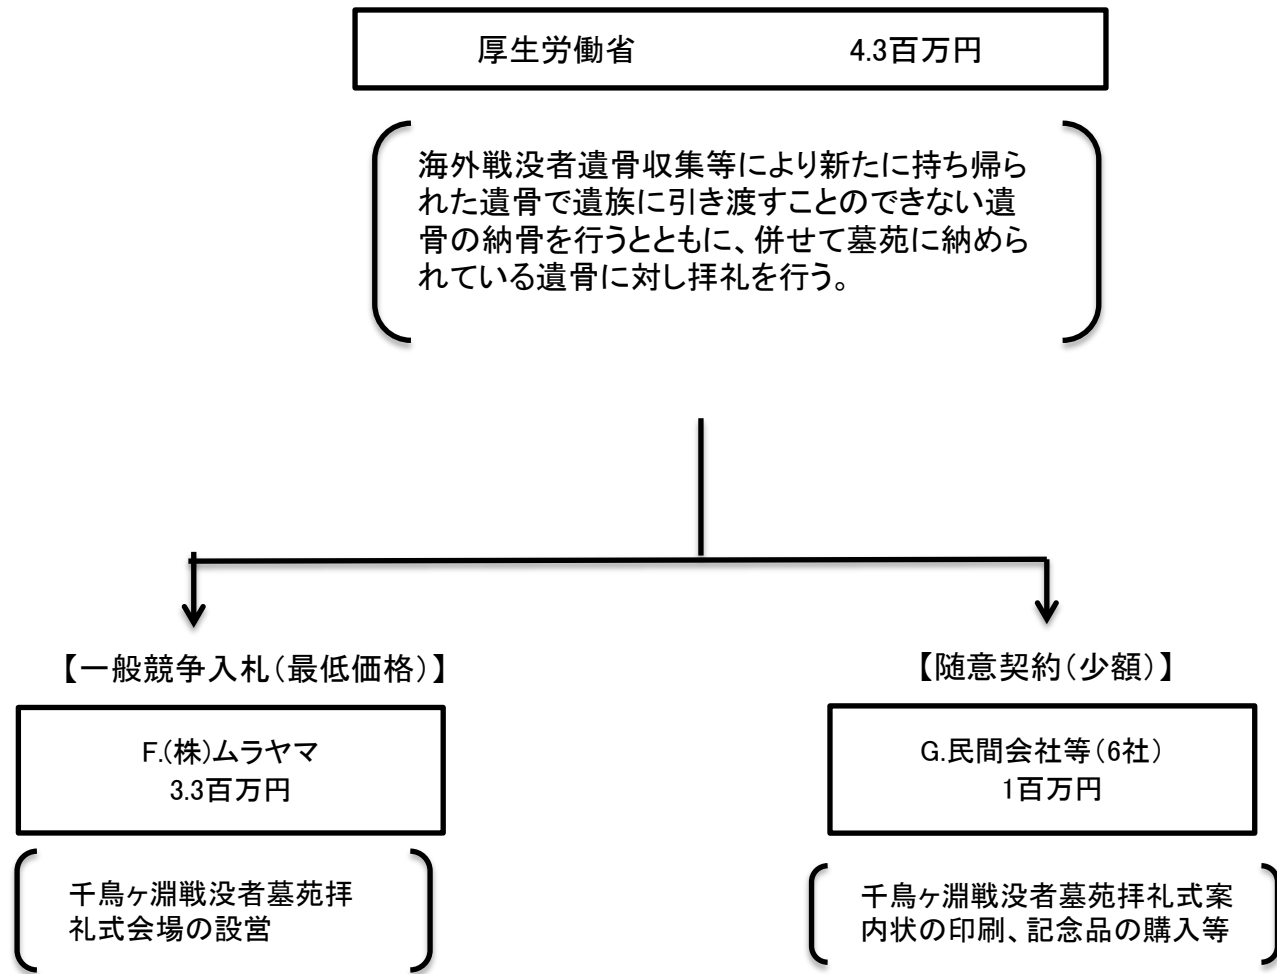 厚生労働省 4.3百万円
海外戦没者遺骨収集等により新たに持ち帰ら
れた遺骨で遺族に引き渡すことのできない遺
骨の納骨を行うとともに、併せて墓苑に納めら
れている遺骨に対し拝礼を行う。
【一般競争入札（最低価格）】
【随意契約（少額）】
F.(株)ムラヤマ
3.3百万円
G.民間会社等（6社）
1百万円
千鳥ヶ淵戦没者墓苑拝
礼式会場の設営
千鳥ヶ淵戦没者墓苑拝礼式案
内状の印刷、記念品の購入等